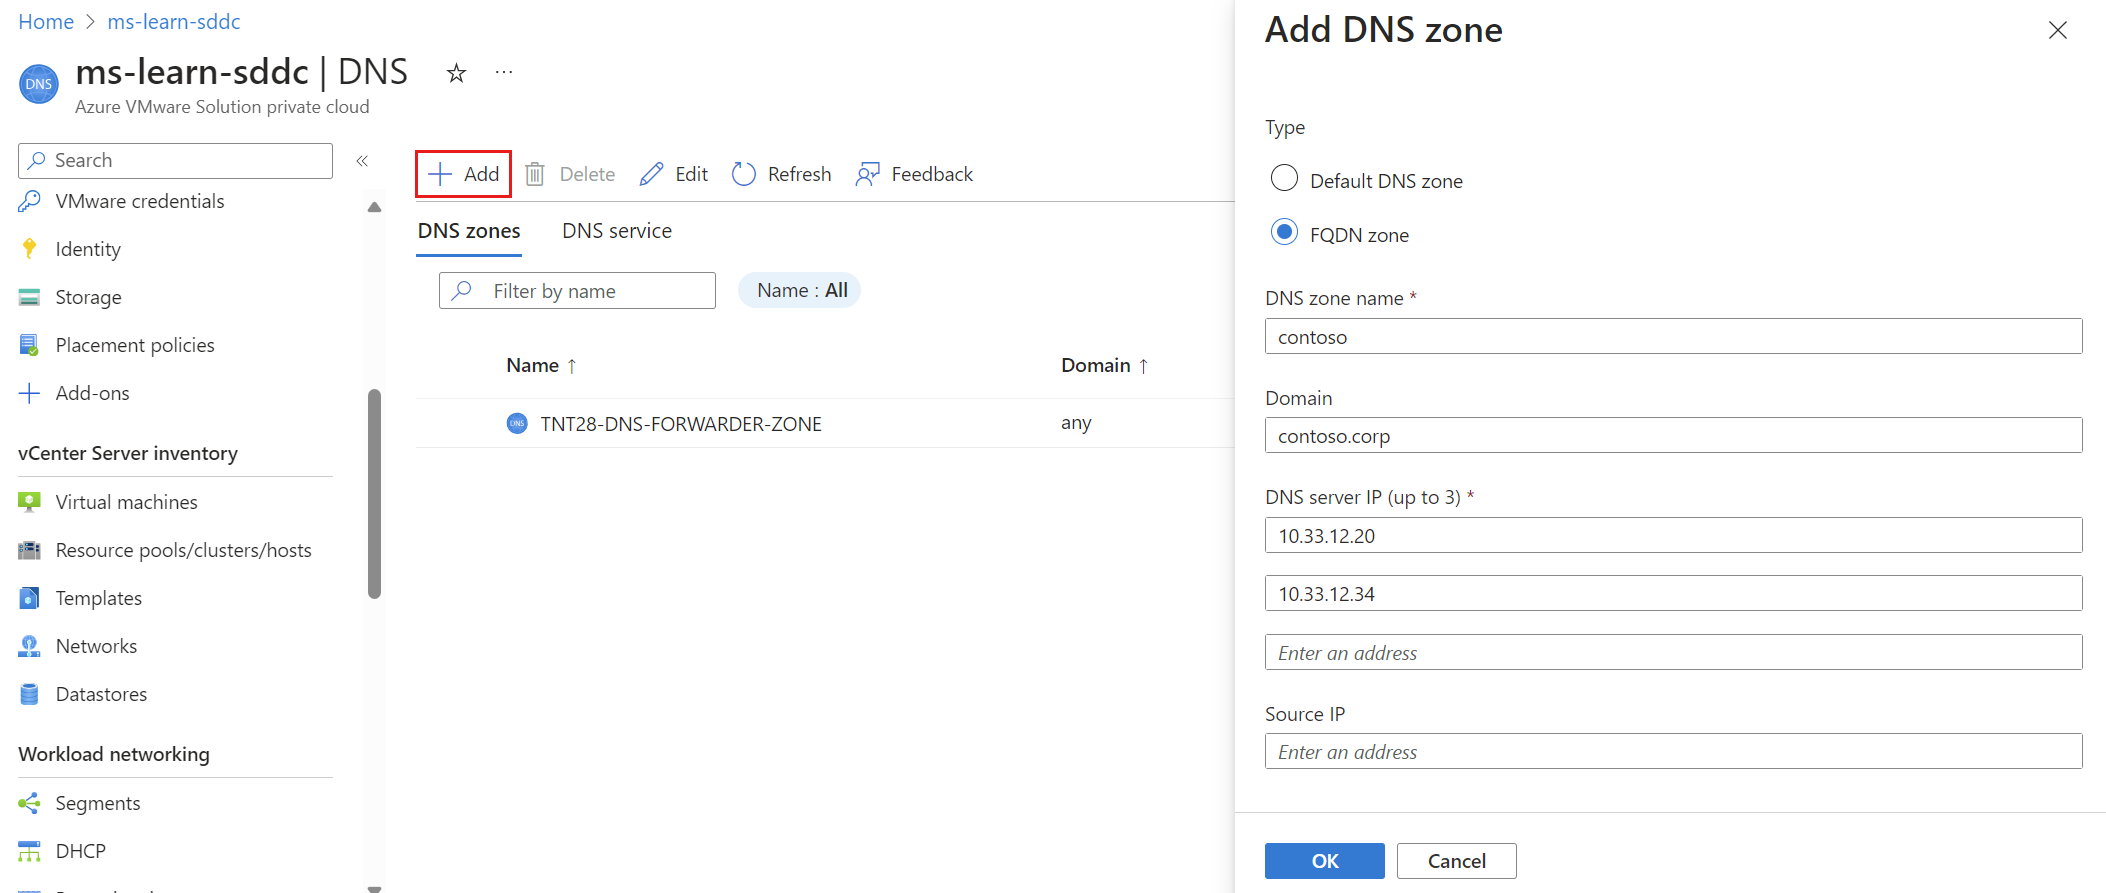 Home > ms-learn-sddc
DNS
ms-learn-sddc | DNS
Azure VMware Solution private cloud
Search
VMware credentials
Identity
Storage
Placement policies
Add-ons
vCenter Server inventory
Virtual machines
Resource pools/clusters/hosts
Templates
Networks
Datastores
Workload networking
Segments
DHCP
Add Delete Edit Refresh Feedback
DNS zones DNS service
Filter by name Name : All
Name ↑ Domain ↑
DNS TNT28-DNS-FORWARDER-ZONE any
Add DNS zone
Type
Default DNS zone
FQDN zone
DNS zone name *
contoso
Domain
contoso.corp
DNS server IP (up to 3) *
10.33.12.20
10.33.12.34
Enter an address
Source IP
Enter an address
OK Cancel